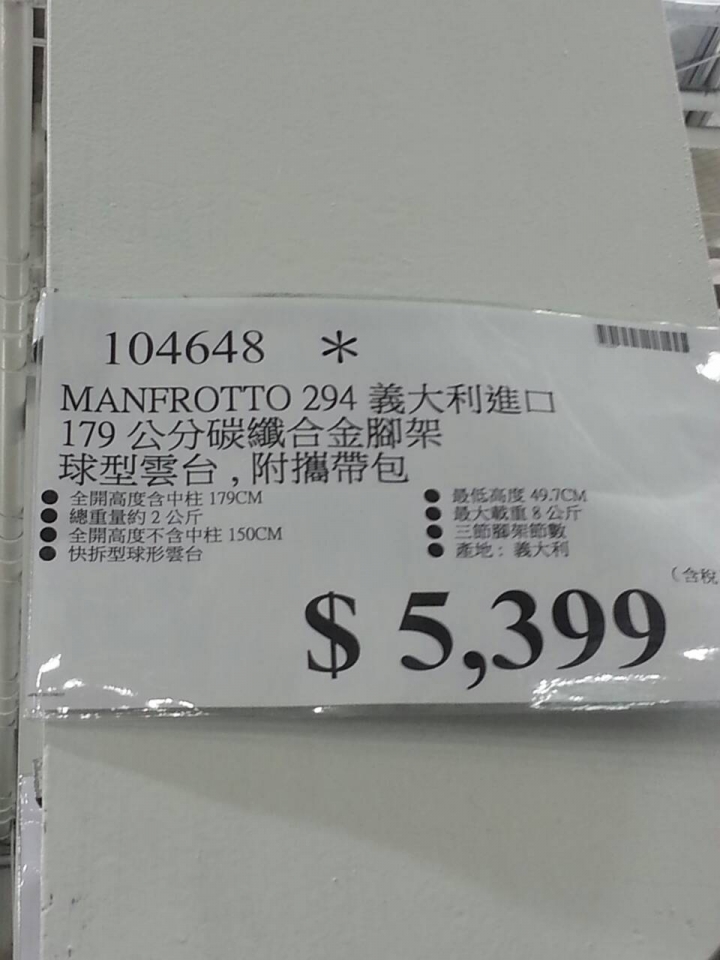 104648 *
MANFROTTO 294 義大利進口
179 公分碳纖合金腳架
球型雲台 , 附攜帶包
● 全開高度含中柱 179CM
● 總重量約 2 公斤
● 全開高度不含中柱 150CM
● 快拆型球形雲台
● 最低高度 49.7CM
● 最大載重 8 公斤
● 三節腳架節數
● 產地 : 義大利
(含稅
$ 5,399